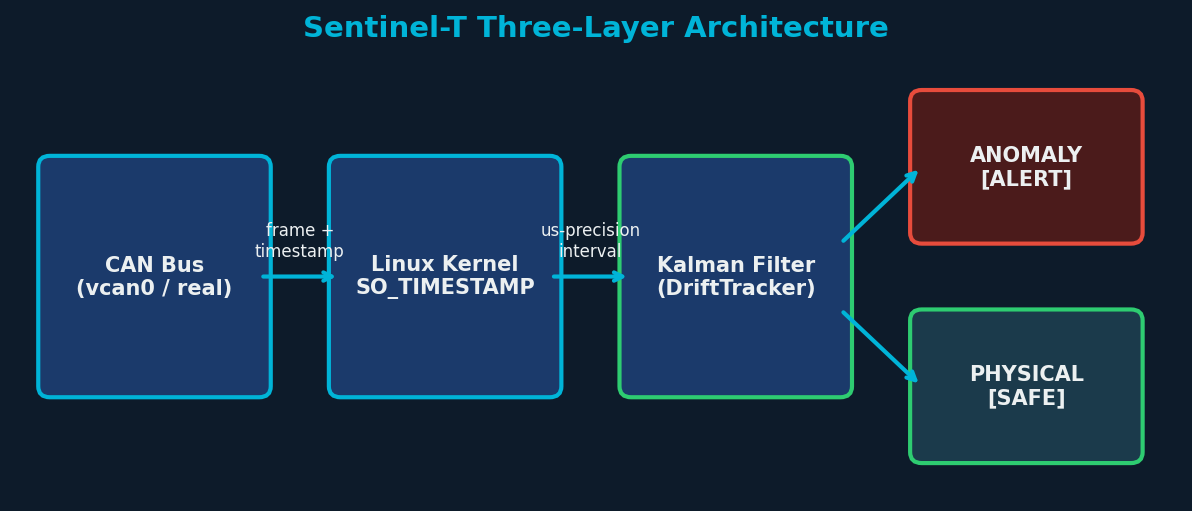 Sentinel-T Three-Layer Architecture
CAN Bus
(vcan0 / real)
frame +
timestamp
Linux Kernel
SO_TIMESTAMP
us-precision
interval
Kalman Filter
(DriftTracker)
ANOMALY
[ALERT]
PHYSICAL
[SAFE]